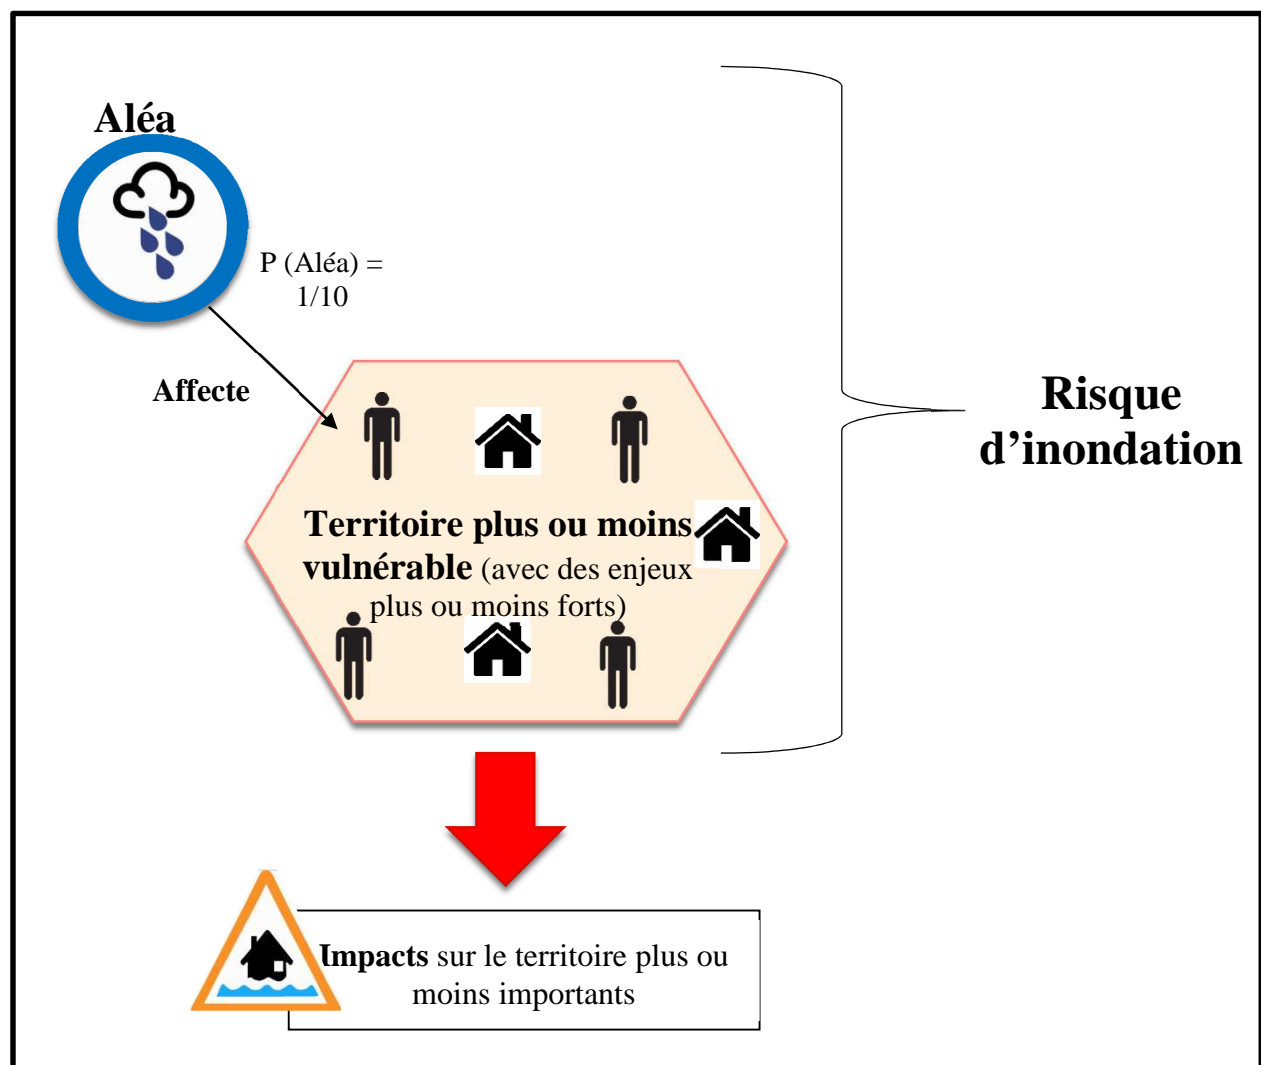 Aléa
P (Aléa) =
1/10
Affecte
Territoire plus ou moins
vulnérable (avec des enjeux
plus ou moins forts)
Risque
d’inondation
Impacts sur le territoire plus ou
moins importants